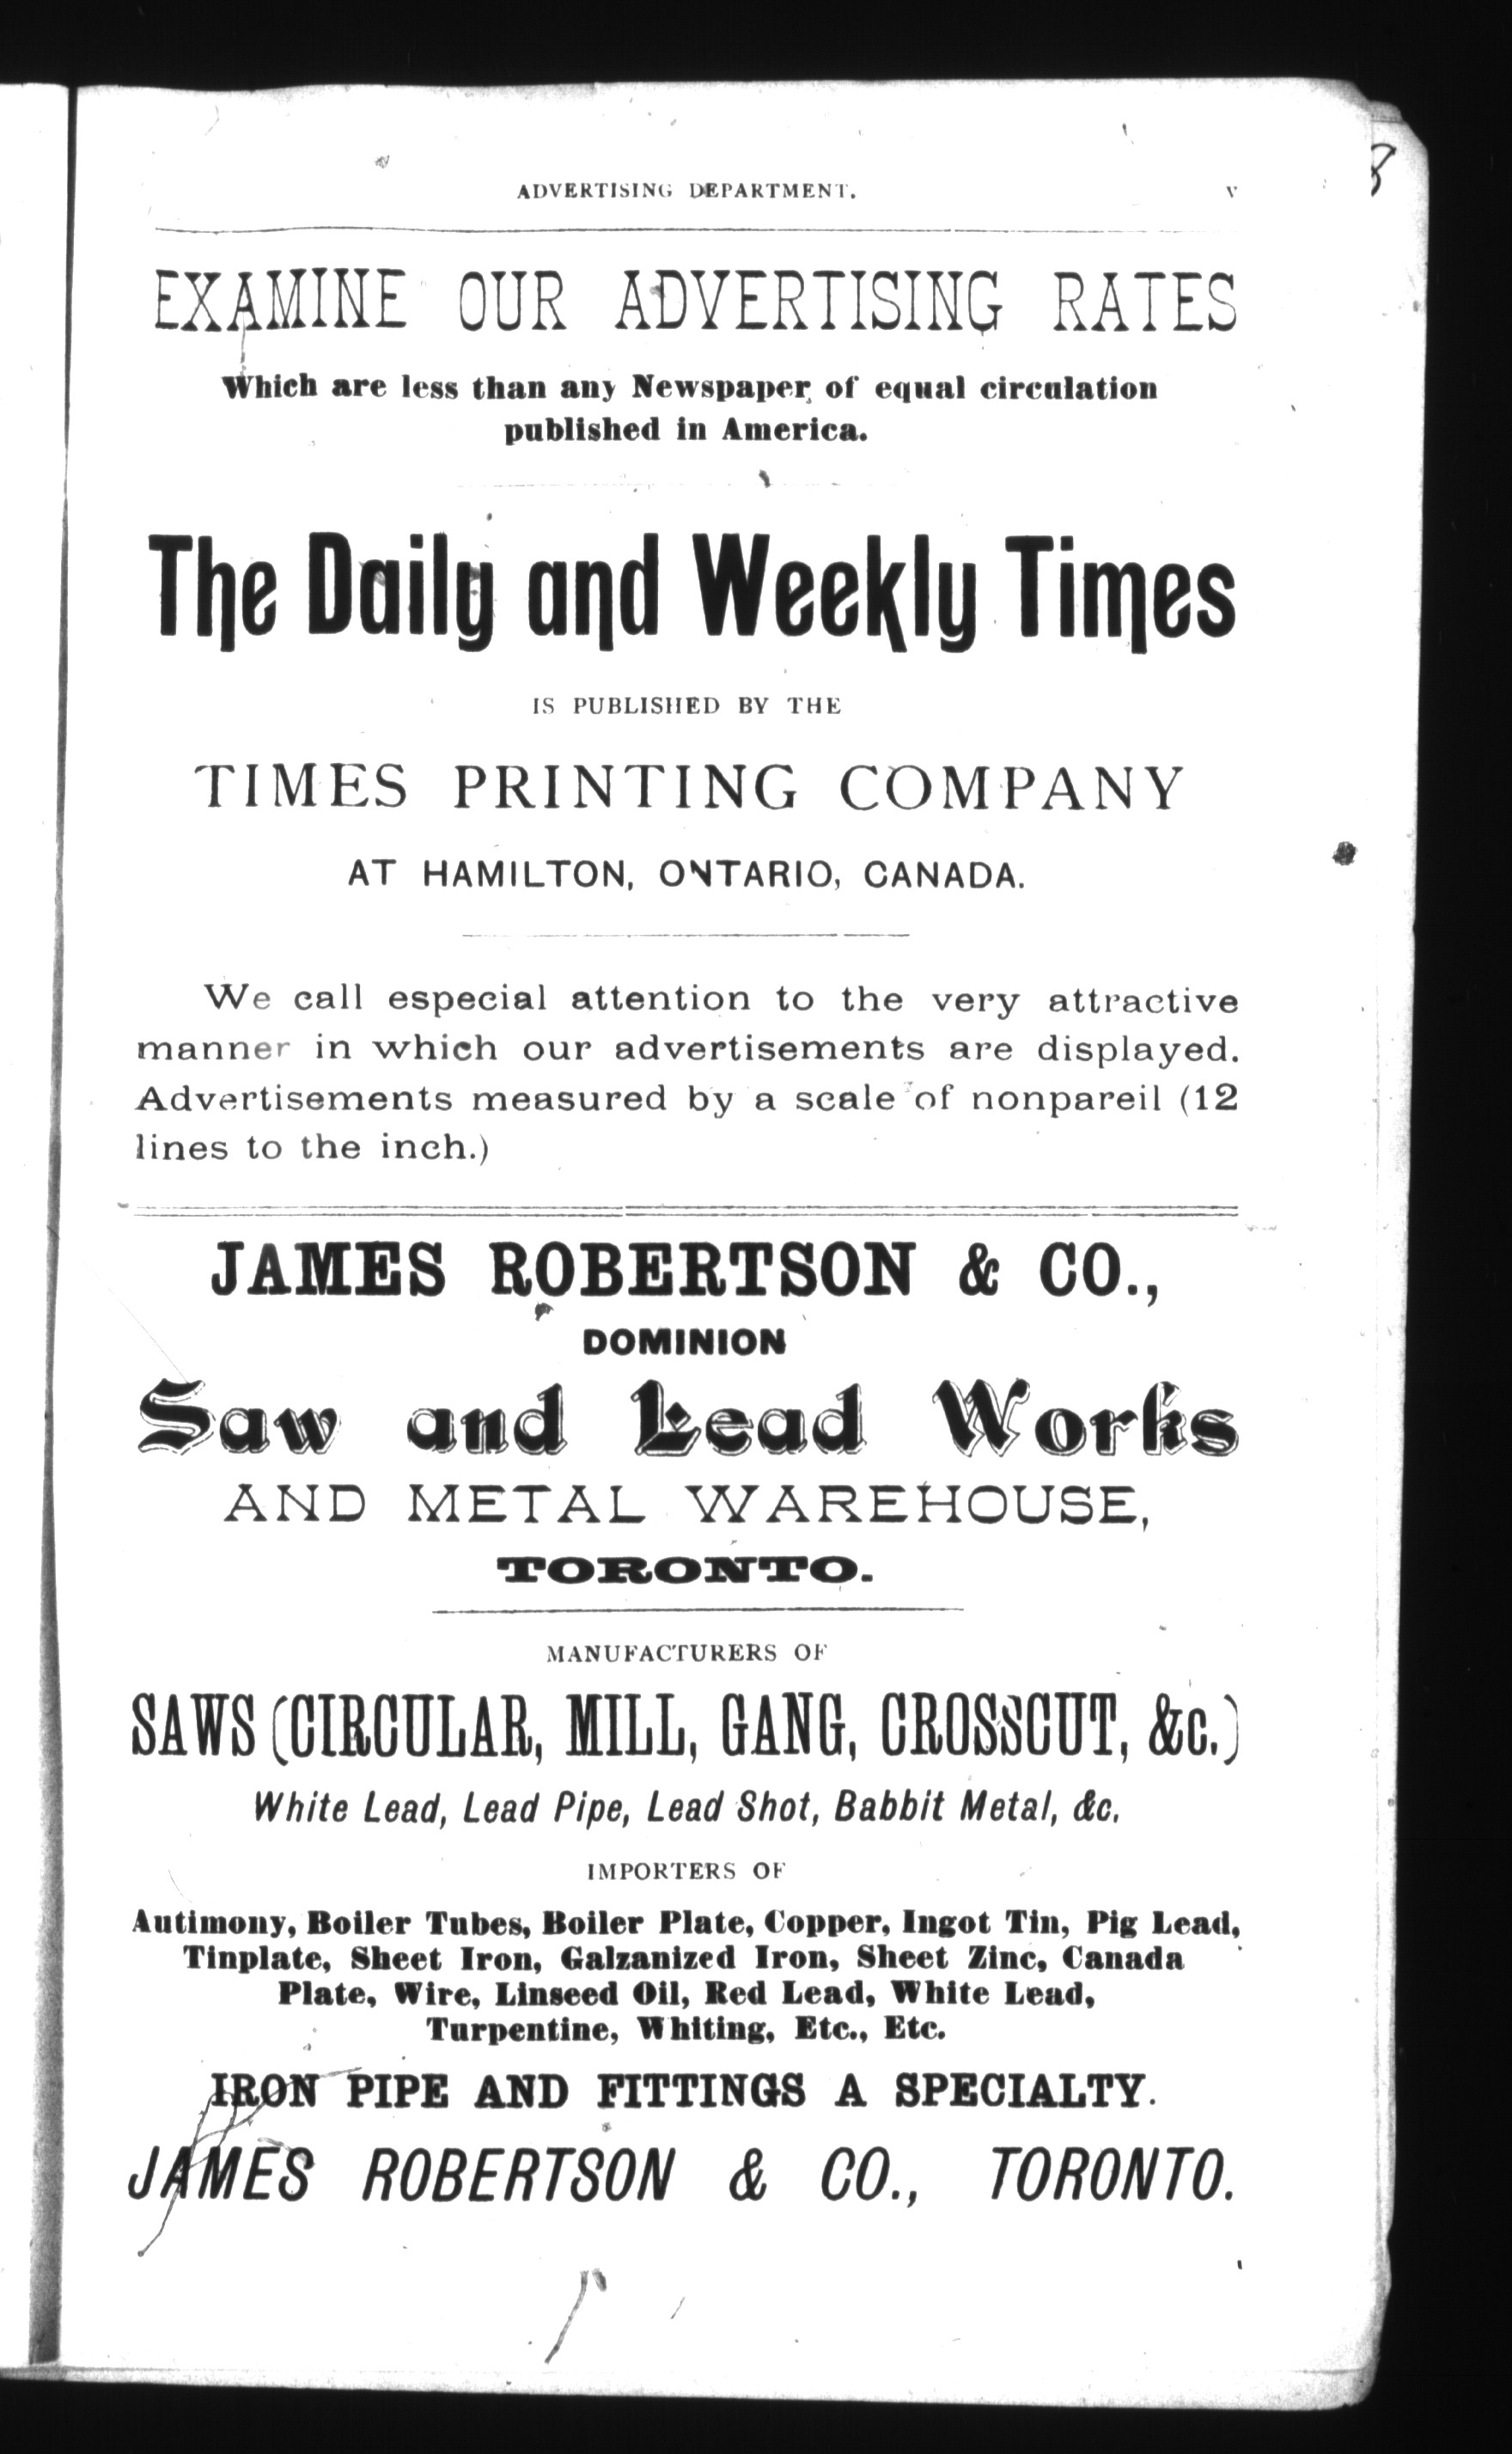 ADVERTISING DEPARTMENT. v
8
EXAMINE OUR ADVERTISING RATES
Which are less than any Newspaper of equal circulation
published in America.
The Daily and Weekly Times
IS PUBLISHED BY THE
TIMES PRINTING COMPANY
AT HAMILTON, ONTARIO, CANADA.
We call especial attention to the very attractive
manner in which our advertisements are displayed.
Advertisements measured by a scale of nonpareil (12
lines to the inch.)
JAMES ROBERTSON & CO.,
DOMINION
Saw and Lead Works
AND METAL WAREHOUSE,
TORONTO.
MANUFACTURERS OF
SAWS (CIRCULAR, MILL, GANG, CROSSCUT, &c.)
White Lead, Lead Pipe, Lead Shot, Babbit Metal, &c,
IMPORTERS OF
Autimony, Boiler Tubes, Boiler Plate, Copper, Ingot Tin, Pig Lead,
Tinplate, Sheet Iron, Galzanized Iron, Sheet Zinc, Canada
Plate, Wire, Linseed Oil, Red Lead, White Lead,
Turpentine, Whiting, Etc., Etc.
IRON PIPE AND FITTINGS A SPECIALTY.
JAMES ROBERTSON & CO., TORONTO.